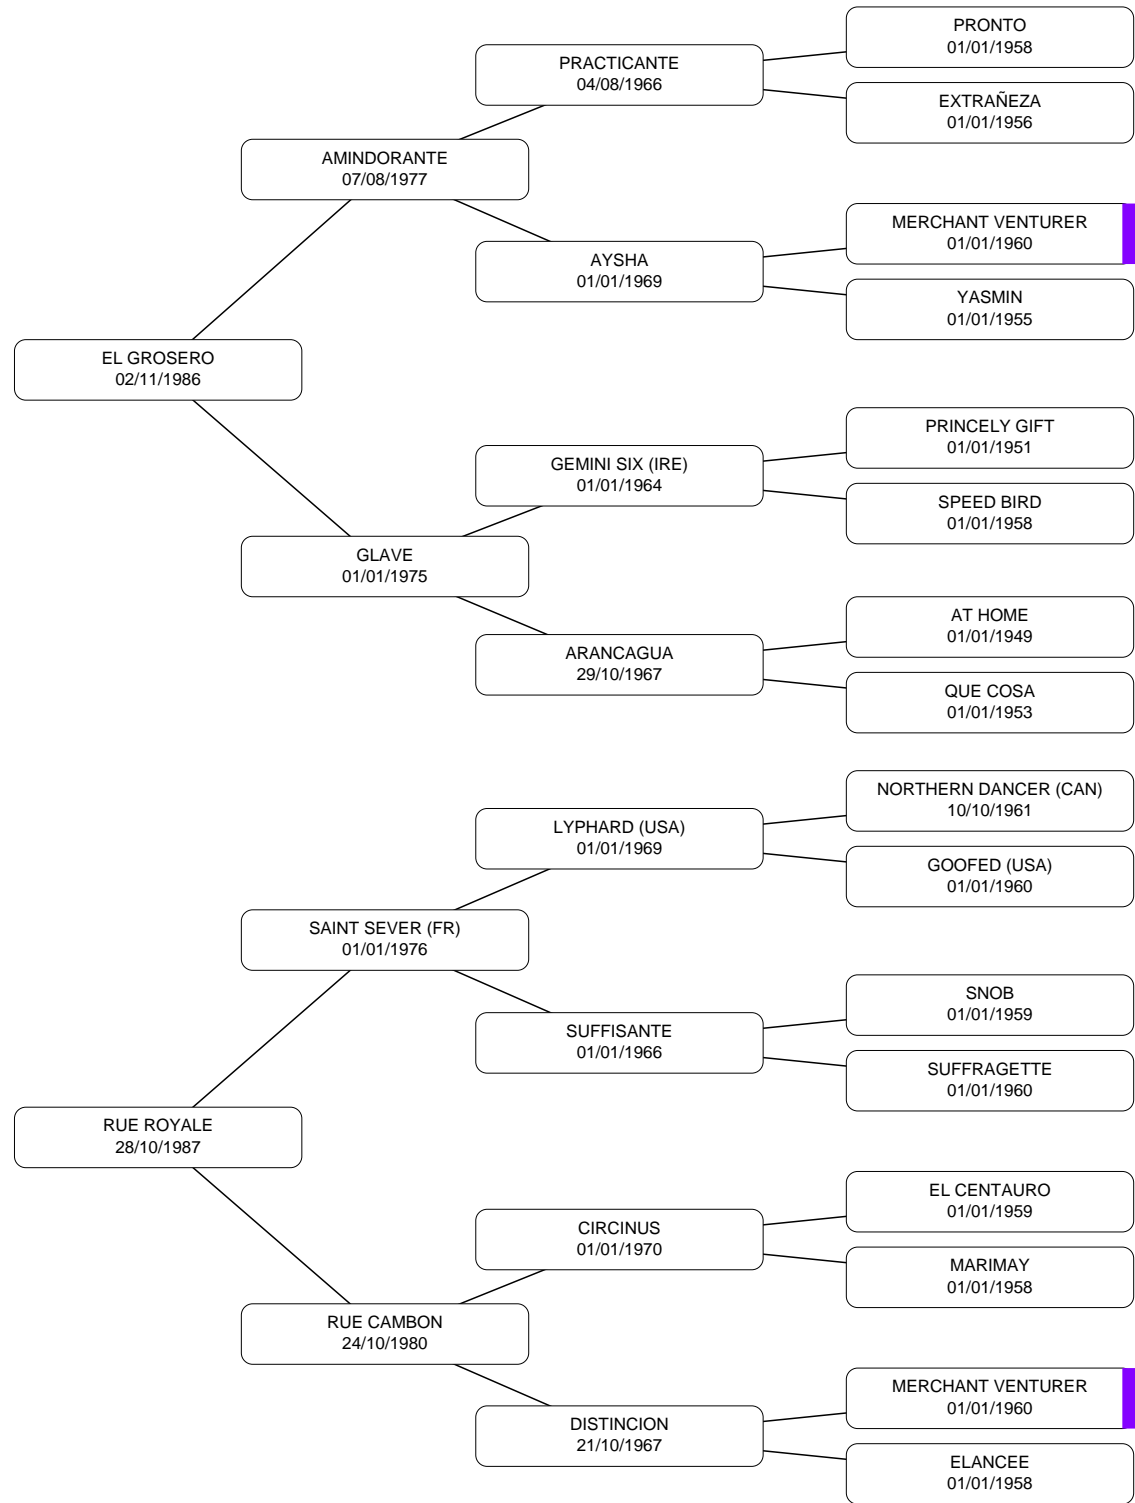 PRONTO
01/01/1958
PRACTICANTE
04/08/1966
EXTRAÑEZA
01/01/1956
AMINDORANTE
07/08/1977
MERCHANT VENTURER
01/01/1960
AYSHA
01/01/1969
YASMIN
01/01/1955
EL GROSERO
02/11/1986
PRINCELY GIFT
01/01/1951
GEMINI SIX (IRE)
01/01/1964
SPEED BIRD
01/01/1958
GLAVE
01/01/1975
AT HOME
01/01/1949
ARANCAGUA
29/10/1967
QUE COSA
01/01/1953
NORTHERN DANCER (CAN)
10/10/1961
LYPHARD (USA)
01/01/1969
GOOFED (USA)
01/01/1960
SAINT SEVER (FR)
01/01/1976
SNOB
01/01/1959
SUFFISANTE
01/01/1966
SUFFRAGETTE
01/01/1960
RUE ROYALE
28/10/1987
EL CENTAURO
01/01/1959
CIRCINUS
01/01/1970
MARIMAY
01/01/1958
RUE CAMBON
24/10/1980
MERCHANT VENTURER
01/01/1960
DISTINCION
21/10/1967
ELANCEE
01/01/1958